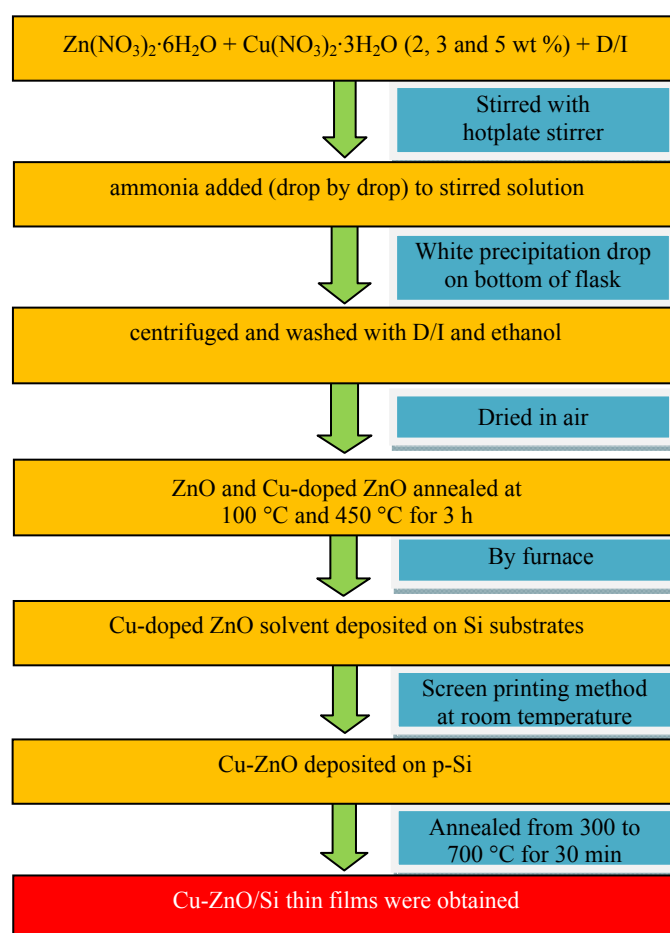 Zn(NO₃)₂·6H₂O + Cu(NO₃)₂·3H₂O (2, 3 and 5 wt %) + D/I
Stirred with
hotplate stirrer
ammonia added (drop by drop) to stirred solution
White precipitation drop
on bottom of flask
centrifuged and washed with D/I and ethanol
Dried in air
ZnO and Cu-doped ZnO annealed at
100 °C and 450 °C for 3 h
By furnace
Cu-doped ZnO solvent deposited on Si substrates
Screen printing method
at room temperature
Cu-ZnO deposited on p-Si
Annealed from 300 to
700 °C for 30 min
Cu-ZnO/Si thin films were obtained